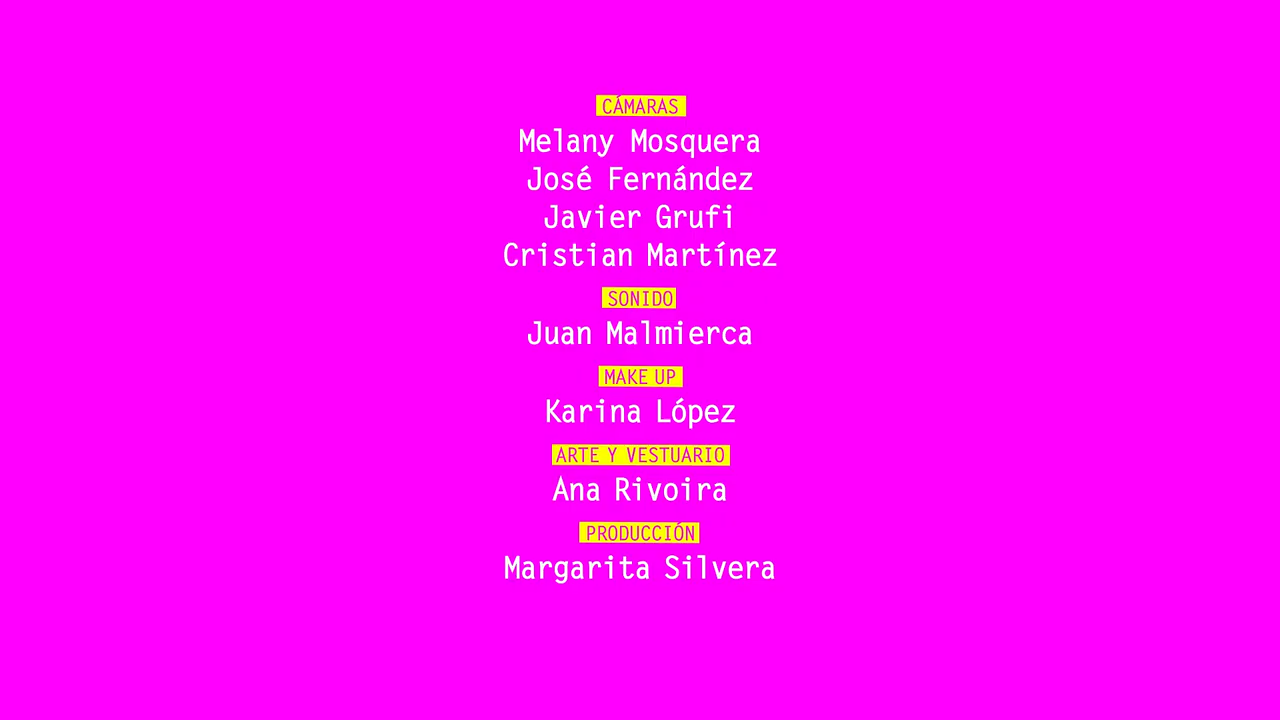 CÁMARAS
Melany Mosquera
José Fernández
Javier Grufi
Cristian Martínez
SONIDO
Juan Malmierca
MAKE UP
Karina López
ARTE Y VESTUARIO
Ana Rivoira
PRODUCCIÓN
Margarita Silvera